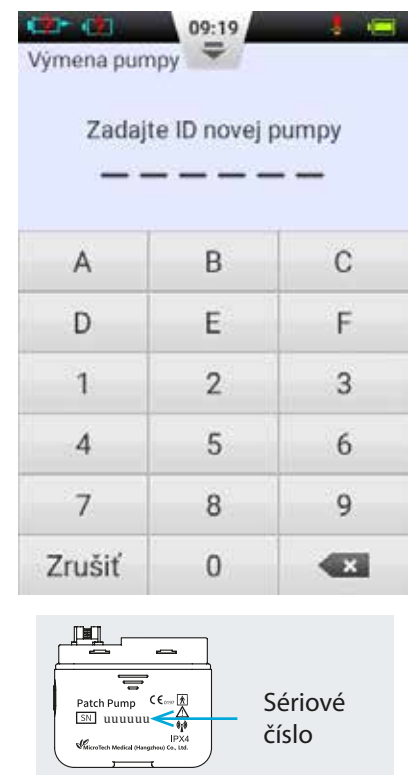 09:19
Výmena pumpy
Zadajte ID novej pumpy
A B C
D E F
1 2 3
4 5 6
7 8 9
Zrušiť 0
Patch Pump
SN uuuuuu
IPX4
MicroTech Medical (Hangzhou) Co., Ltd.
Sériové
číslo